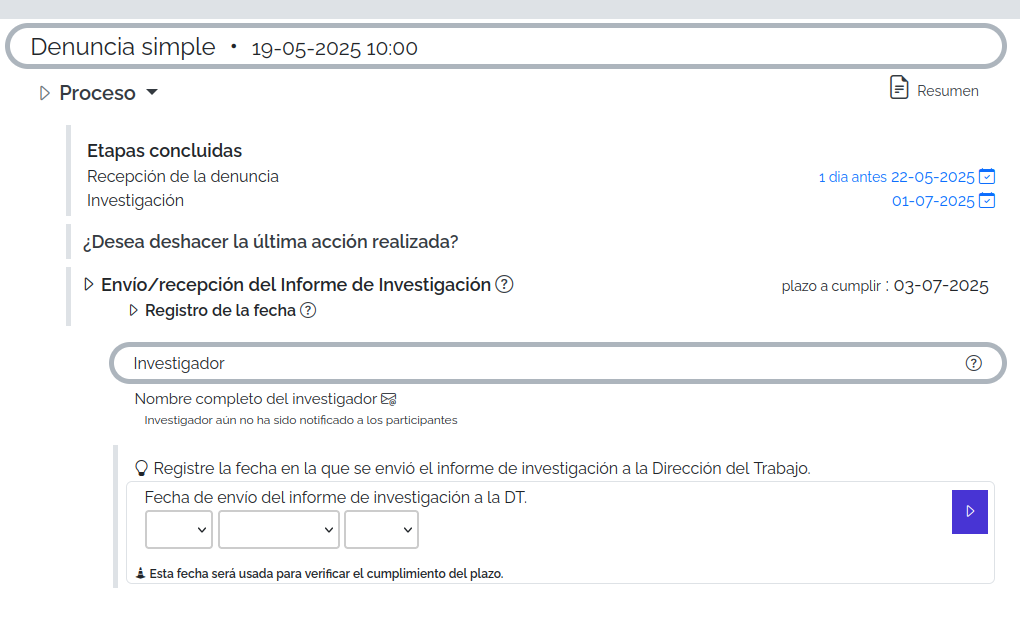 Denuncia simple • 19-05-2025 10:00
Proceso
Resumen
Etapas concluidas
Recepción de la denuncia 1 dia antes 22-05-2025
Investigación 01-07-2025
¿Desea deshacer la última acción realizada?
Envío/recepción del Informe de Investigación ? plazo a cumplir : 03-07-2025
Registro de la fecha ?
Investigador ?
Nombre completo del investigador
Investigador aún no ha sido notificado a los participantes
Registre la fecha en la que se envió el informe de investigación a la Dirección del Trabajo.
Fecha de envío del informe de investigación a la DT.
Esta fecha será usada para verificar el cumplimiento del plazo.